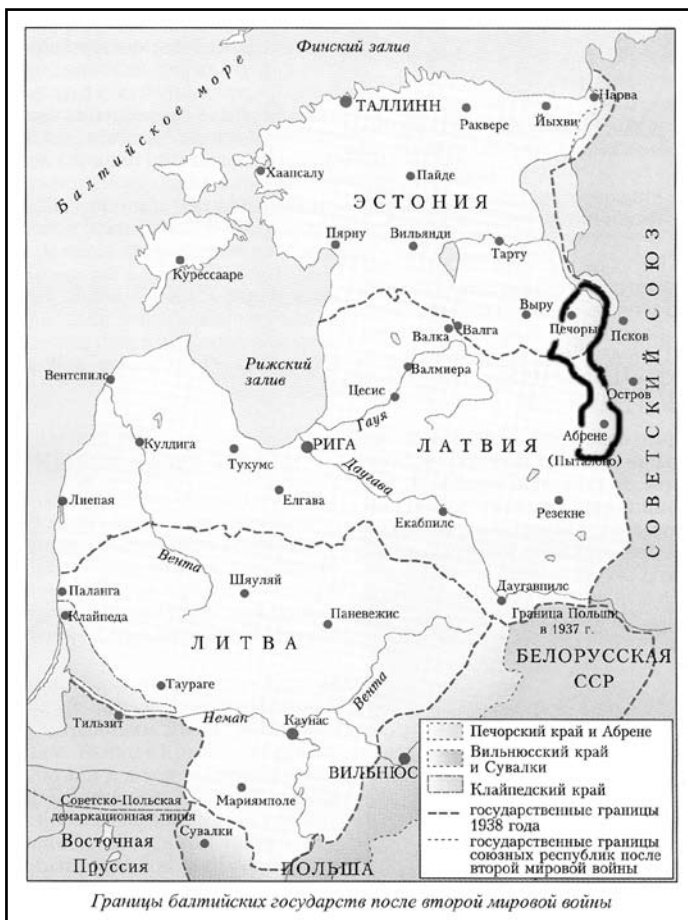 Финский залив
Балтийское море
Нарва
ТАЛЛИНН
Раквере
Йыхви
Хаапсалу
Пайде
ЭСТОНИЯ
Пярну
Вильянди
Тарту
Курессааре
СОВЕТСКИЙ СОЮЗ
Выру
Печоры
Псков
Валка
Валга
Рижский
залив
Валмиера
Вентспилс
Цесис
Остров
Гауя
Кулдига
РИГА
ЛАТВИЯ
Абрене
(Пыталово)
Тукумс
Даугава
Елгава
Лиепая
Резекне
Екабпилс
Вента
Шяуляй
Паланга
Даугавпилс
Клайпеда
Паневежис
Граница Польши
в 1937 г.
ЛИТВА
БЕЛОРУССКАЯ
ССР
Таураге
Вента
Неман
Тильзит
Каунас
ВИЛЬНЮС
Мариямполе
Советско-Польская
демаркационная линия
Сувалки
Восточная
Пруссия
ПОЛЬША
Печорский край и Абрене
Вильнюсский край
и Сувалки
Клайпедский край
государственные границы
1938 года
государственные границы
союзных республик после
второй мировой войны
Границы балтийских государств после второй мировой войны